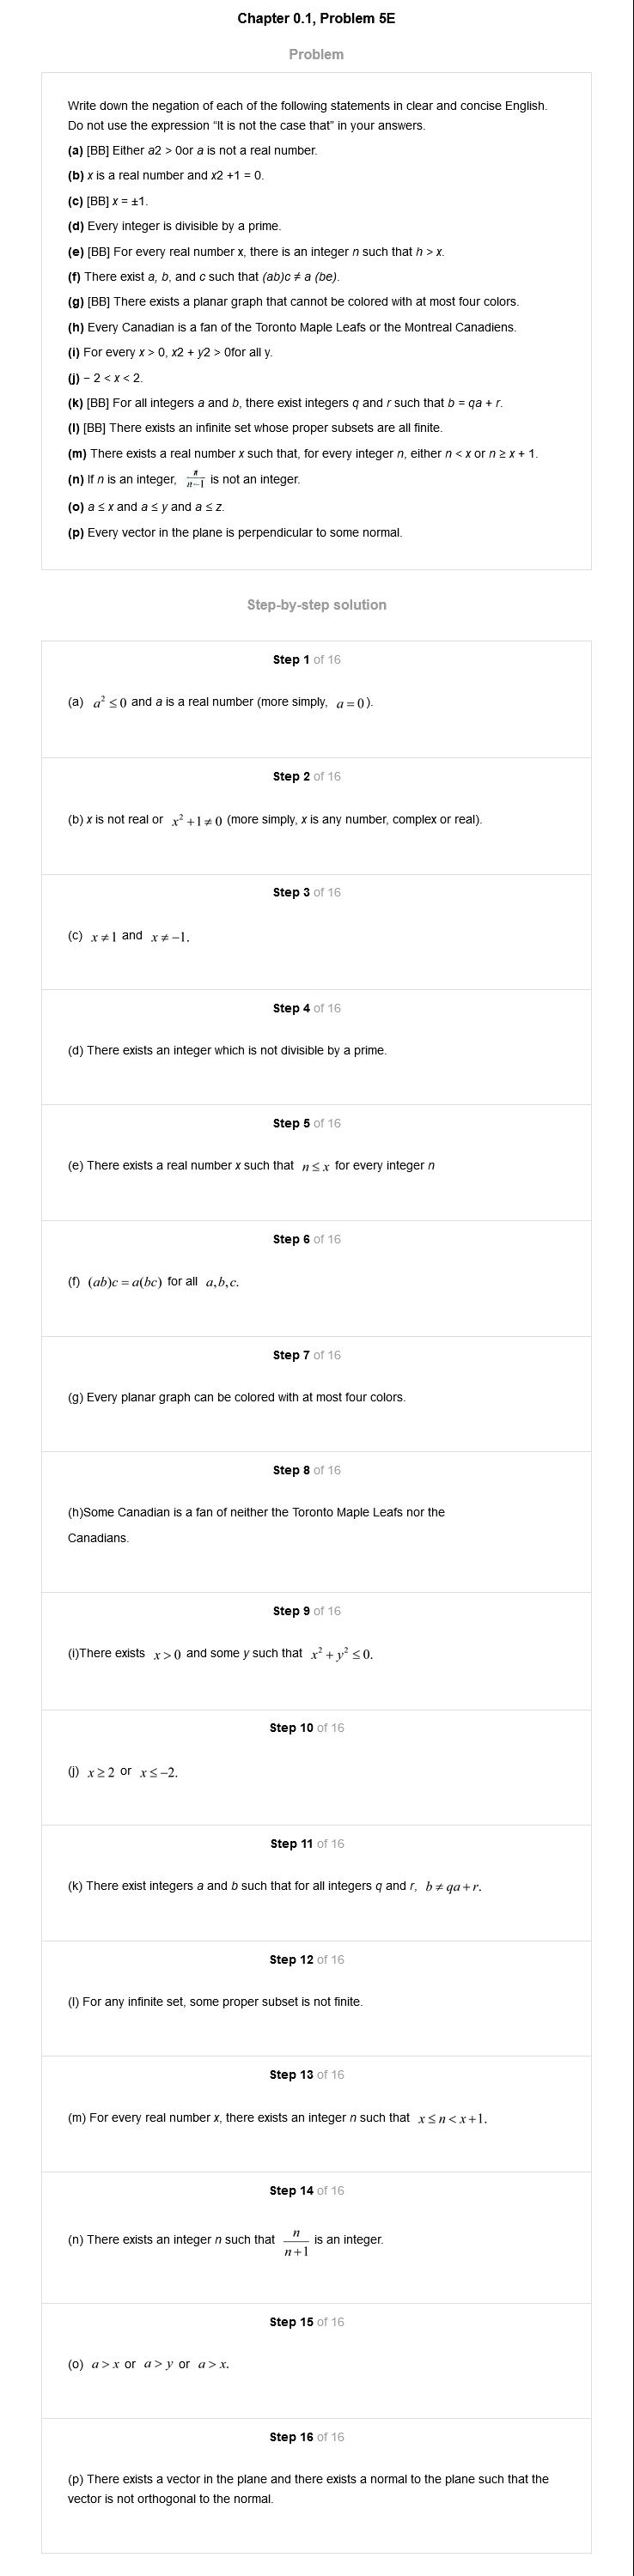 Chapter 0.1, Problem 5E
Problem
Write down the negation of each of the following statements in clear and concise English.
Do not use the expression “It is not the case that” in your answers.
(a) [BB] Either a2 > 0or a is not a real number.
(b) x is a real number and x2 +1 = 0.
(c) [BB] x = ±1.
(d) Every integer is divisible by a prime.
(e) [BB] For every real number x, there is an integer n such that h > x.
(f) There exist a, b, and c such that (ab)c ≠ a (be).
(g) [BB] There exists a planar graph that cannot be colored with at most four colors.
(h) Every Canadian is a fan of the Toronto Maple Leafs or the Montreal Canadiens.
(i) For every x > 0, x2 + y2 > 0for all y.
(j) − 2 < x < 2.
(k) [BB] For all integers a and b, there exist integers q and r such that b = qa + r.
(l) [BB] There exists an infinite set whose proper subsets are all finite.
(m) There exists a real number x such that, for every integer n, either n < x or n ≥ x + 1.
(n) If n is an integer, n/(n−1) is not an integer.
(o) a ≤ x and a ≤ y and a ≤ z.
(p) Every vector in the plane is perpendicular to some normal.
Step-by-step solution
Step 1 of 16
(a) a² ≤ 0 and a is a real number (more simply, a = 0).
Step 2 of 16
(b) x is not real or x² + 1 ≠ 0 (more simply, x is any number, complex or real).
Step 3 of 16
(c) x ≠ 1 and x ≠ −1.
Step 4 of 16
(d) There exists an integer which is not divisible by a prime.
Step 5 of 16
(e) There exists a real number x such that n ≤ x for every integer n
Step 6 of 16
(f) (ab)c = a(bc) for all a,b,c.
Step 7 of 16
(g) Every planar graph can be colored with at most four colors.
Step 8 of 16
(h)Some Canadian is a fan of neither the Toronto Maple Leafs nor the
Canadians.
Step 9 of 16
(i)There exists x > 0 and some y such that x² + y² ≤ 0.
Step 10 of 16
(j) x ≥ 2 or x ≤ −2.
Step 11 of 16
(k) There exist integers a and b such that for all integers q and r, b ≠ qa + r.
Step 12 of 16
(l) For any infinite set, some proper subset is not finite.
Step 13 of 16
(m) For every real number x, there exists an integer n such that x ≤ n < x + 1.
Step 14 of 16
(n) There exists an integer n such that n/(n+1) is an integer.
Step 15 of 16
(o) a > x or a > y or a > x.
Step 16 of 16
(p) There exists a vector in the plane and there exists a normal to the plane such that the
vector is not orthogonal to the normal.